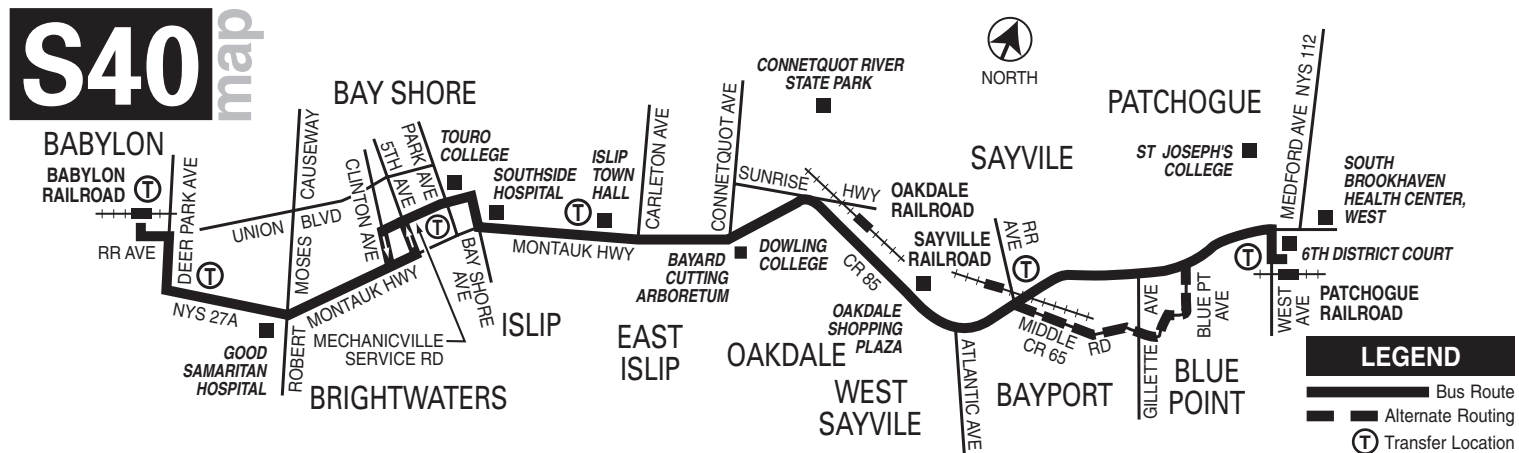 S40
map
BABYLON
BABYLON
RAILROAD
T
RR AVE
DEER PARK AVE
T
NYS 27A
GOOD
SAMARITAN
HOSPITAL
UNION BLVD
ROBERT MOSES CAUSEWAY
BAY SHORE
CLINTON AVE
5TH AVE
PARK AVE
T
MONTAUK HWY
MECHANICVILLE
SERVICE RD
BRIGHTWATERS
TOURO
COLLEGE
SOUTHSIDE
HOSPITAL
BAY SHORE
AVE
ISLIP
T
ISLIP
TOWN
HALL
MONTAUK HWY
CARLETON AVE
EAST
ISLIP
CONNETQUOT AVE
BAYARD
CUTTING
ARBORETUM
CONNETQUOT RIVER
STATE PARK
SUNRISE HWY
DOWLING
COLLEGE
OAKDALE
OAKDALE
RAILROAD
CR 85
SAYVILLE
RAILROAD
OAKDALE
SHOPPING
PLAZA
WEST
SAYVILLE
NORTH
SAYVILE
RR
AVE
T
ATLANTIC AVE
MIDDLE RD
CR 65
BAYPORT
GILLETTE AVE
BLUE PT
AVE
BLUE
POINT
PATCHOGUE
ST JOSEPH'S
COLLEGE
MEDFORD AVE NYS 112
SOUTH
BROOKHAVEN
HEALTH CENTER,
WEST
6TH DISTRICT COURT
T
WEST
AVE
PATCHOGUE
RAILROAD
LEGEND
Bus Route
Alternate Routing
T Transfer Location